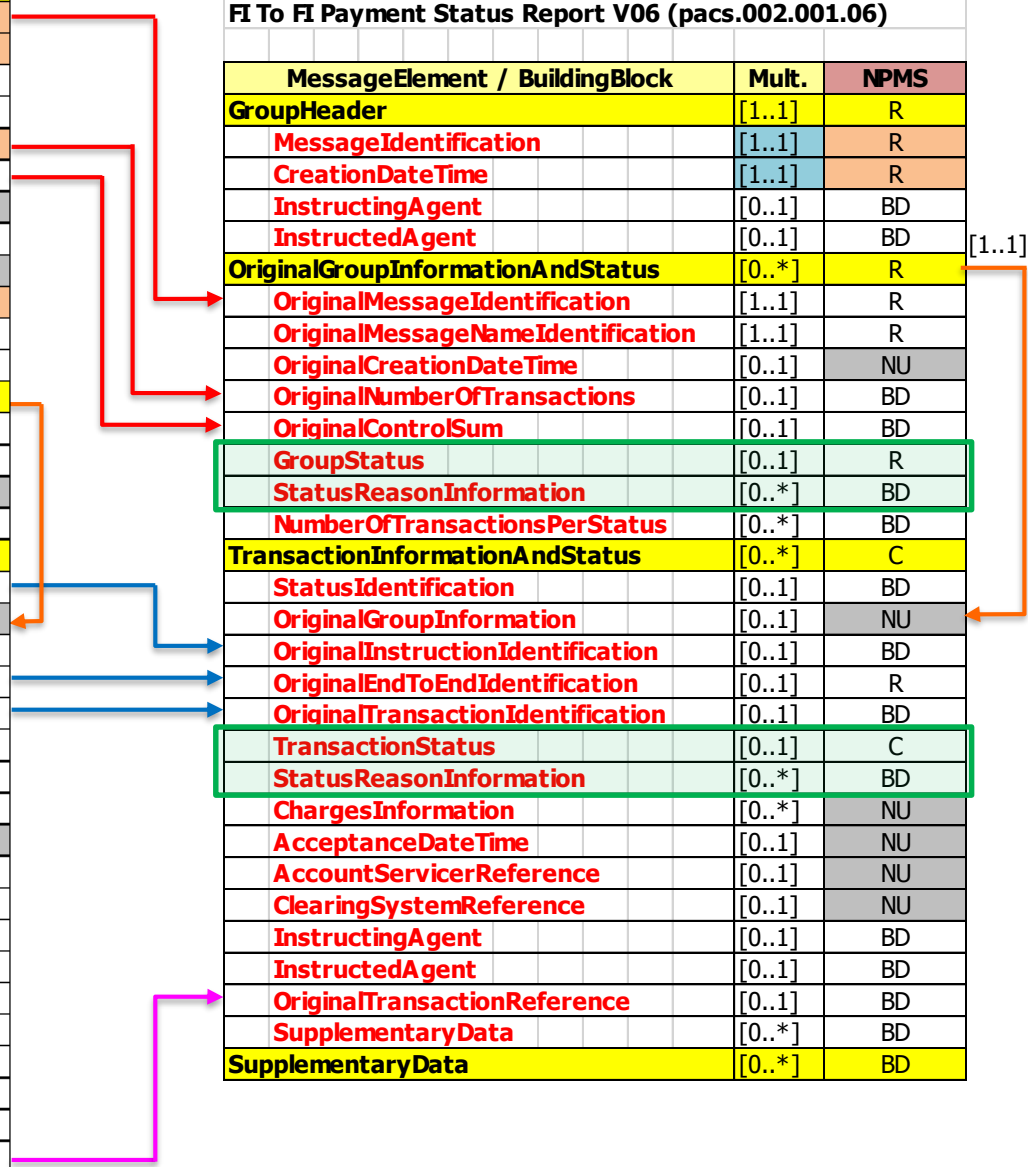 FI To FI Payment Status Report V06 (pacs.002.001.06)
MessageElement / BuildingBlock Mult. NPMS
GroupHeader [1..1] R
MessageIdentification [1..1] R
CreationDateTime [1..1] R
InstructingAgent [0..1] BD
InstructedAgent [0..1] BD [1..1]
OriginalGroupInformationAndStatus [0..*] R
OriginalMessageIdentification [1..1] R
OriginalMessageNameIdentification [1..1] R
OriginalCreationDateTime [0..1] NU
OriginalNumberOfTransactions [0..1] BD
OriginalControlSum [0..1] BD
GroupStatus [0..1] R
StatusReasonInformation [0..*] BD
NumberOfTransactionsPerStatus [0..*] BD
TransactionInformationAndStatus [0..*] C
StatusIdentification [0..1] BD
OriginalGroupInformation [0..1] NU
OriginalInstructionIdentification [0..1] BD
OriginalEndToEndIdentification [0..1] R
OriginalTransactionIdentification [0..1] BD
TransactionStatus [0..1] C
StatusReasonInformation [0..*] BD
ChargesInformation [0..*] NU
AcceptanceDateTime [0..1] NU
AccountServicerReference [0..1] NU
ClearingSystemReference [0..1] NU
InstructingAgent [0..1] BD
InstructedAgent [0..1] BD
OriginalTransactionReference [0..1] BD
SupplementaryData [0..*] BD
SupplementaryData [0..*] BD